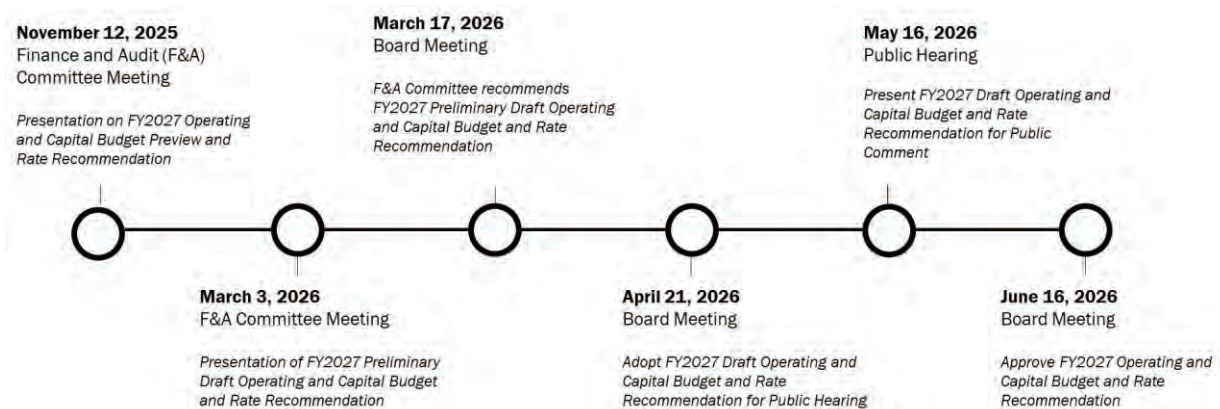 November 12, 2025
Finance and Audit (F&A)
Committee Meeting
Presentation on FY2027 Operating
and Capital Budget Preview and
Rate Recommendation
March 3, 2026
F&A Committee Meeting
Presentation of FY2027 Preliminary
Draft Operating and Capital Budget
and Rate Recommendation
March 17, 2026
Board Meeting
F&A Committee recommends
FY2027 Preliminary Draft Operating
and Capital Budget and Rate
Recommendation
April 21, 2026
Board Meeting
Adopt FY2027 Draft Operating and
Capital Budget and Rate
Recommendation for Public Hearing
May 16, 2026
Public Hearing
Present FY2027 Draft Operating and
Capital Budget and Rate
Recommendation for Public
Comment
June 16, 2026
Board Meeting
Approve FY2027 Operating and
Capital Budget and Rate
Recommendation